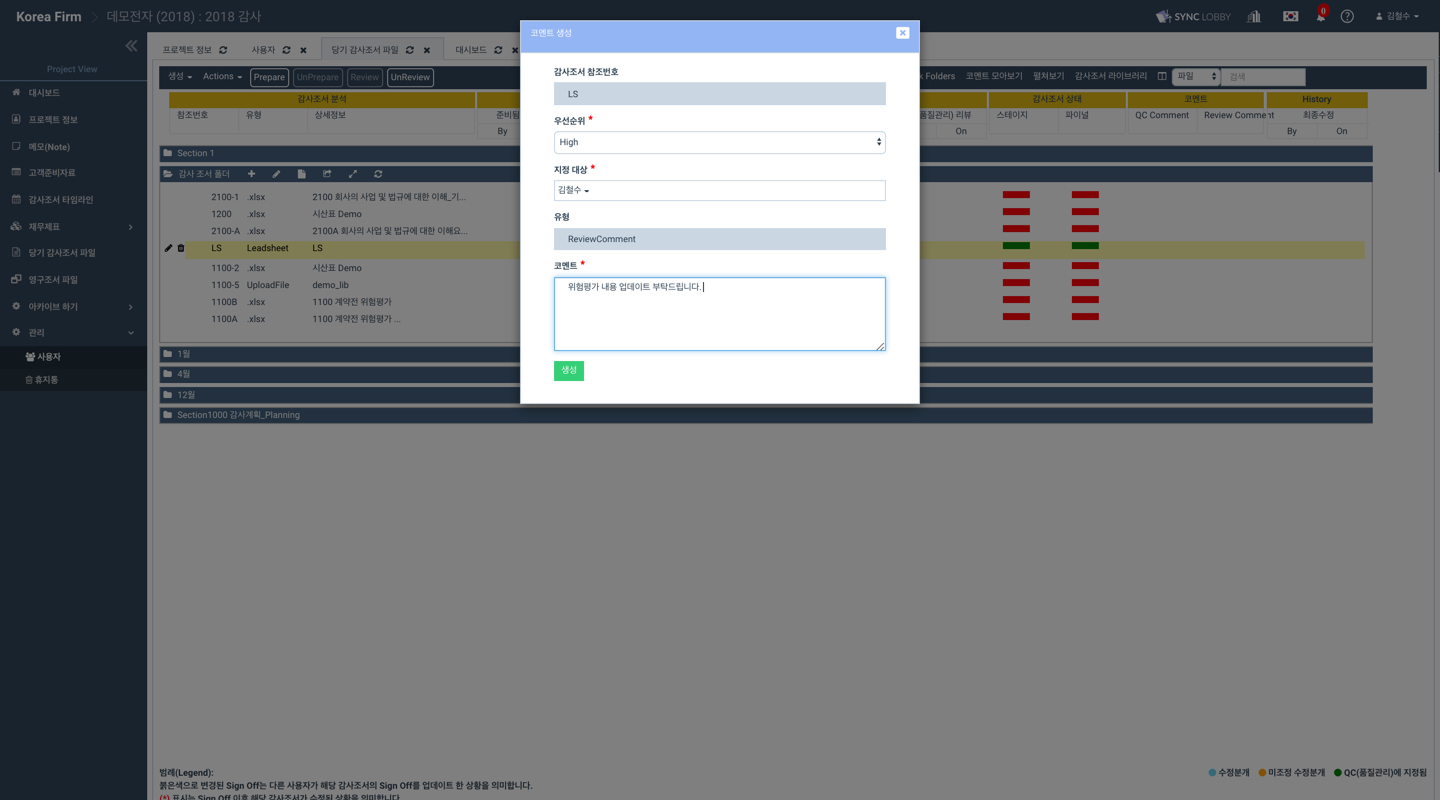 Korea Firm 데모전자 (2018) : 2018 감사
SYNC LOBBY 0 김철수
Project View
대시보드
프로젝트 정보
메모(Note)
고객준비자료
감사조서 타임라인
재무제표
당기 감사조서 파일
영구조서 파일
아카이브 하기
관리
사용자
휴지통
프로젝트 정보 사용자 당기 감사조서 파일 대시보드
생성 Actions Prepare UnPrepare Review UnReview
k Folders 코멘트 모아보기 펼쳐보기 감사조서 라이브러리 파일 검색
감사조서 분석 감사조서 상태 코멘트 History
참조번호 유형 상세정보 준비됨 품질관리) 리뷰 스테이지 파이널 QC Comment Review Comment 최종수정
By On By On
Section 1
감사 조서 폴더
2100-1 .xlsx 2100 회사의 사업 및 법규에 대한 이해_기...
1200 .xlsx 시산표 Demo
2100-A .xlsx 2100A 회사의 사업 및 법규에 대한 이해요...
LS Leadsheet LS
1100-2 .xlsx 시산표 Demo
1100-5 UploadFile demo_lib
1100B .xlsx 1100 계약전 위험평가
1100A .xlsx 1100 계약전 위험평가 ...
1월
4월
12월
Section1000 감사계획_Planning
코멘트 생성
감사조서 참조번호
LS
우선순위 *
High
지정 대상 *
김철수
유형
ReviewComment
코멘트 *
위험평가 내용 업데이트 부탁드립니다.
생성
범례(Legend):
붉은색으로 변경된 Sign Off는 다른 사용자가 해당 감사조서의 Sign Off를 업데이트 한 상황을 의미합니다.
(*) 표시는 Sign Off 이후 해당 감사조서가 수정된 상황을 의미합니다.
수정분개 미조정 수정분개 QC(품질관리)에 지정됨